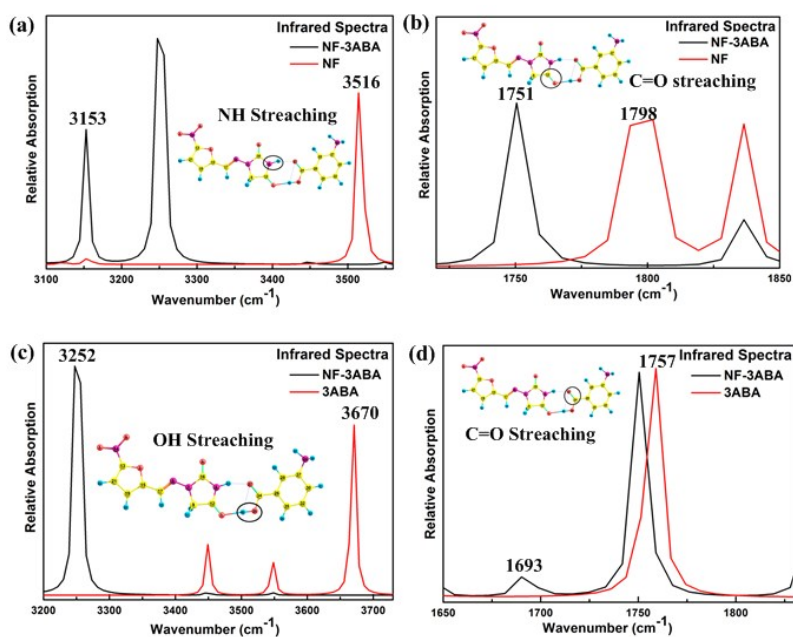 (a)
Infrared Spectra
NF-3ABA
NF
3516
3153
NH Streaching
Relative Absorption
3100 3200 3300 3400 3500
Wavenumber (cm-1)
(b)
Infrared Spectra
NF-3ABA
NF
C=O streaching
1751
1798
Relative Absorption
1750 1800 1850
Wavenumber (cm-1)
(c)
3252
Infrared Spectra
NF-3ABA
3ABA
3670
OH Streaching
Relative Absorption
3200 3300 3400 3500 3600 3700
Wavenumber (cm-1)
(d)
Infrared Spectra
1757
NF-3ABA
3ABA
C=O Streaching
1693
Relative Absorption
1650 1700 1750 1800
Wavenumber (cm-1)